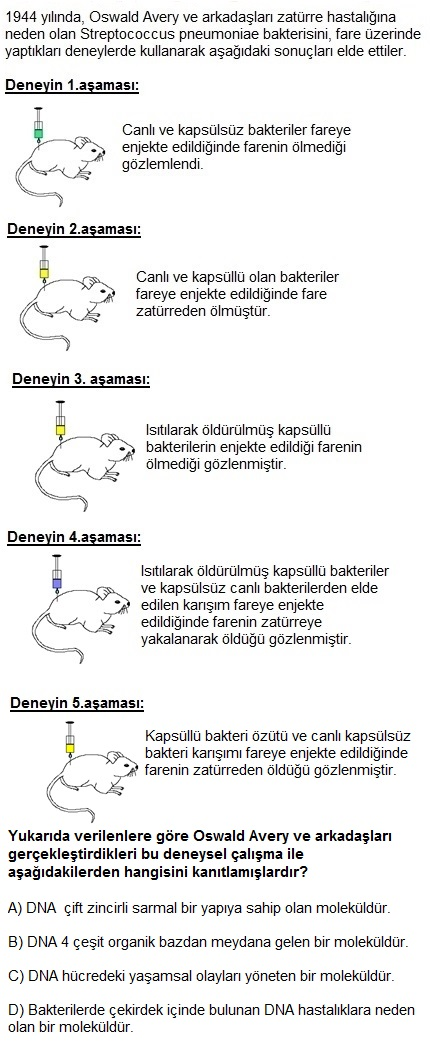 1944 yılında, Oswald Avery ve arkadaşları zatürre hastalığına
neden olan Streptococcus pneumoniae bakterisini, fare üzerinde
yaptıkları deneylerde kullanarak aşağıdaki sonuçları elde ettiler.
Deneyin 1.aşaması:
Canlı ve kapsülsüz bakteriler fareye
enjekte edildiğinde farenin ölmediği
gözlemlendi.
Deneyin 2.aşaması:
Canlı ve kapsüllü olan bakteriler
fareye enjekte edildiğinde fare
zatürreden ölmüştür.
Deneyin 3. aşaması:
Isıtılarak öldürülmüş kapsüllü
bakterilerin enjekte edildiği farenin
ölmediği gözlenmiştir.
Deneyin 4.aşaması:
Isıtılarak öldürülmüş kapsüllü bakteriler
ve kapsülsüz canlı bakterilerden elde
edilen karışım fareye enjekte
edildiğinde farenin zatürreye
yakalanarak öldüğü gözlenmiştir.
Deneyin 5.aşaması:
Kapsüllü bakteri özütü ve canlı kapsülsüz
bakteri karışımı fareye enjekte edildiğinde
farenin zatürreden öldüğü gözlenmiştir.
Yukarıda verilenlere göre Oswald Avery ve arkadaşları
gerçekleştirdikleri bu deneysel çalışma ile
aşağıdakilerden hangisini kanıtlamışlardır?
A) DNA çift zincirli sarmal bir yapıya sahip olan moleküldür.
B) DNA 4 çeşit organik bazdan meydana gelen bir moleküldür.
C) DNA hücredeki yaşamsal olayları yöneten bir moleküldür.
D) Bakterilerde çekirdek içinde bulunan DNA hastalıklara neden
olan bir moleküldür.